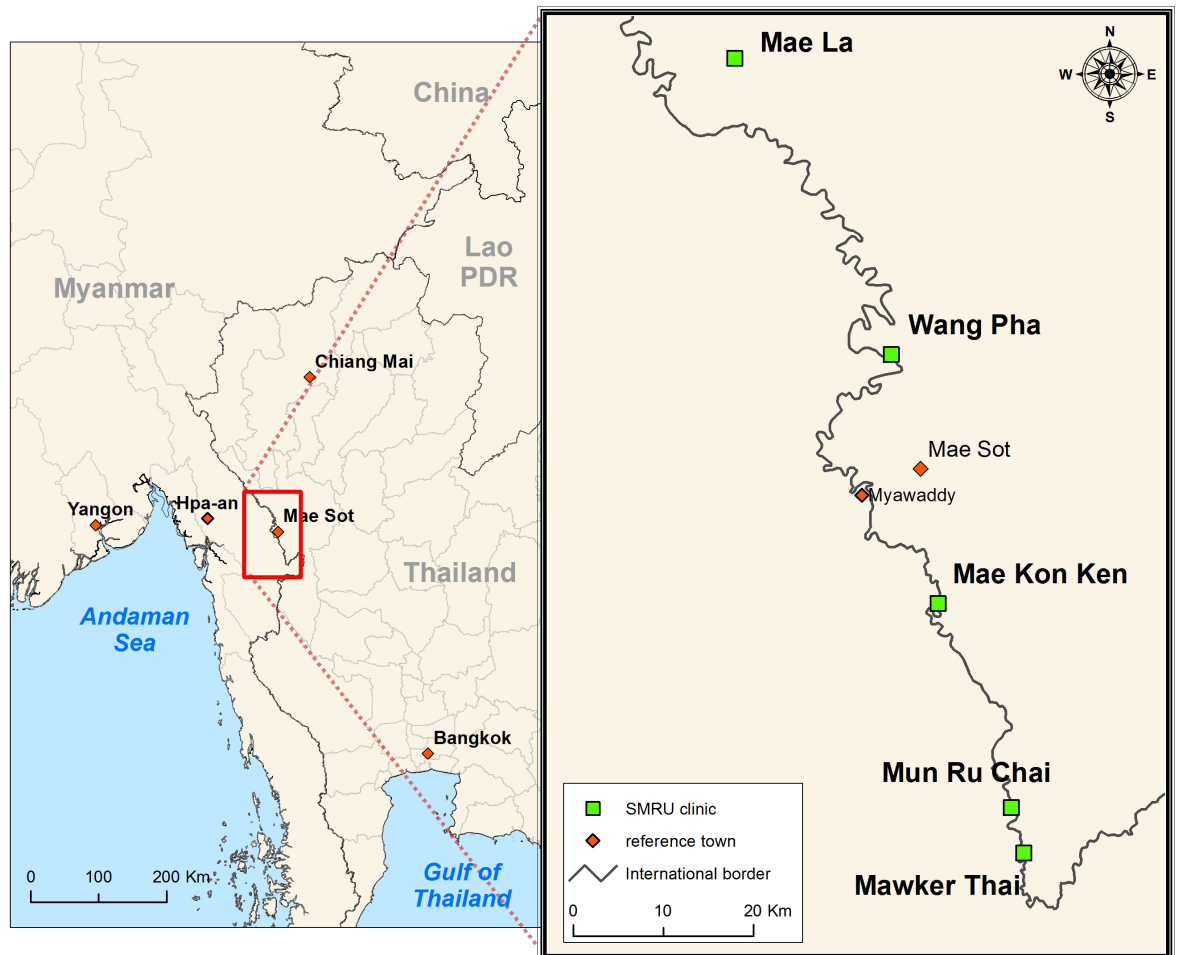 China
Lao
PDR
Myanmar
Chiang Mai
Yangon
Hpa-an
Mae Sot
Thailand
Andaman
Sea
Bangkok
Gulf of
Thailand
0 100 200 Km
Mae La
N
W E
S
Wang Pha
Mae Sot
Myawaddy
Mae Kon Ken
Mun Ru Chai
Mawker Thai
SMRU clinic
reference town
International border
0 10 20 Km